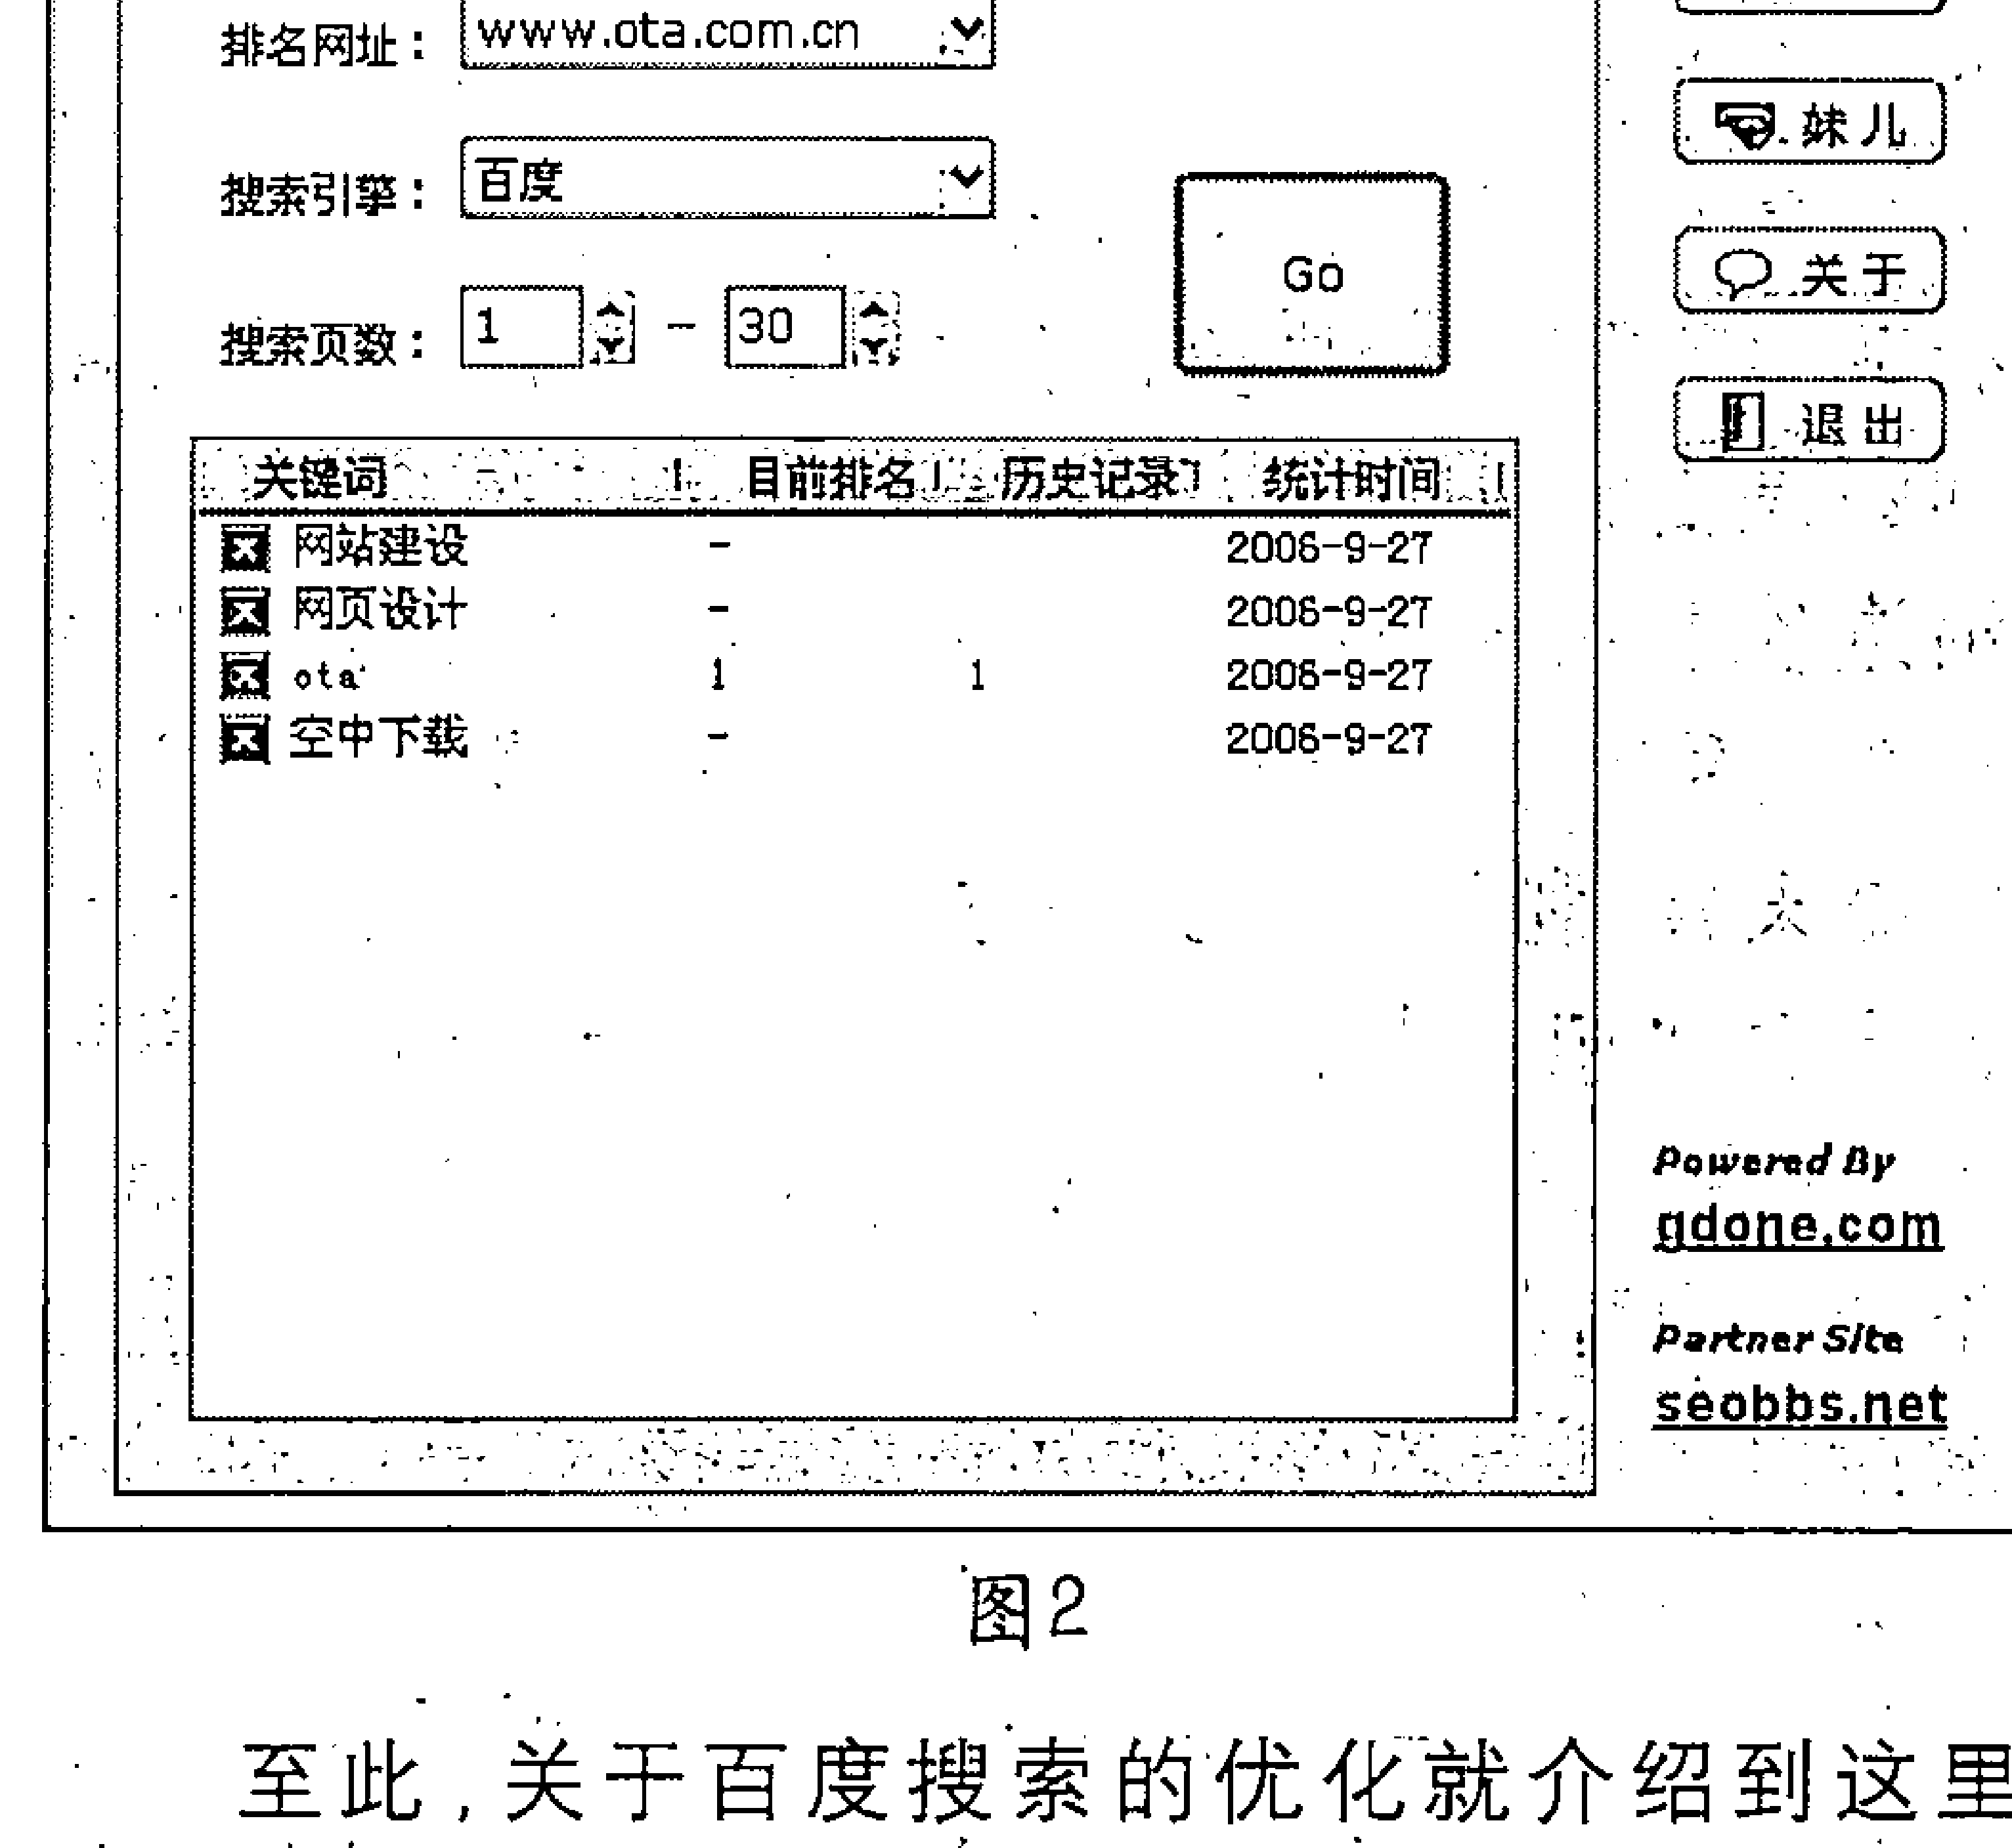 排名网址： www.ota.com.cn
妹儿
搜索引擎： 百度
Go
关于
搜索页数： 1 - 30
退出
关键词 目前排名 历史记录 统计时间
网站建设 - 2006-9-27
网页设计 - 2006-9-27
ota 1 1 2006-9-27
空中下载 - 2006-9-27
Powered By
gdone.com
Partner Site
seobbs.net
图2
至此,关于百度搜索的优化就介绍到这里